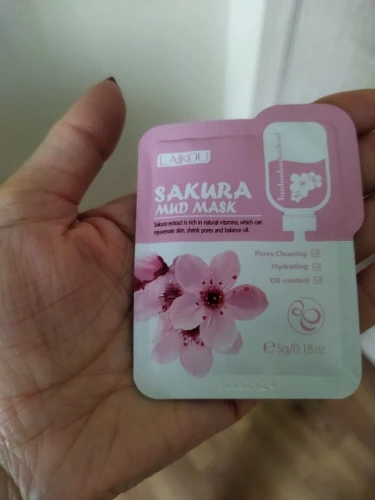 LAIKOU
SAKURA
MUD MASK
Sakura extract is rich in natural vitamins, which can
rejuvenate skin, shrink pores and balance oil.
Pores Cleaning
Hydrating
Oil-control
℮5g/0.18oz